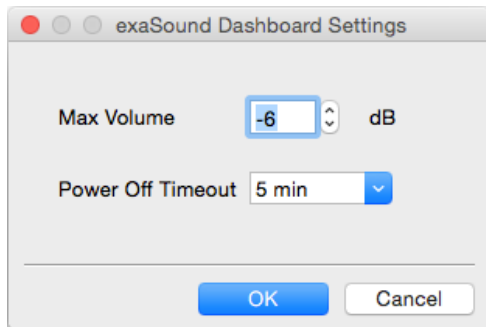 exaSound Dashboard Settings
Max Volume -6 dB
Power Off Timeout 5 min
OK Cancel